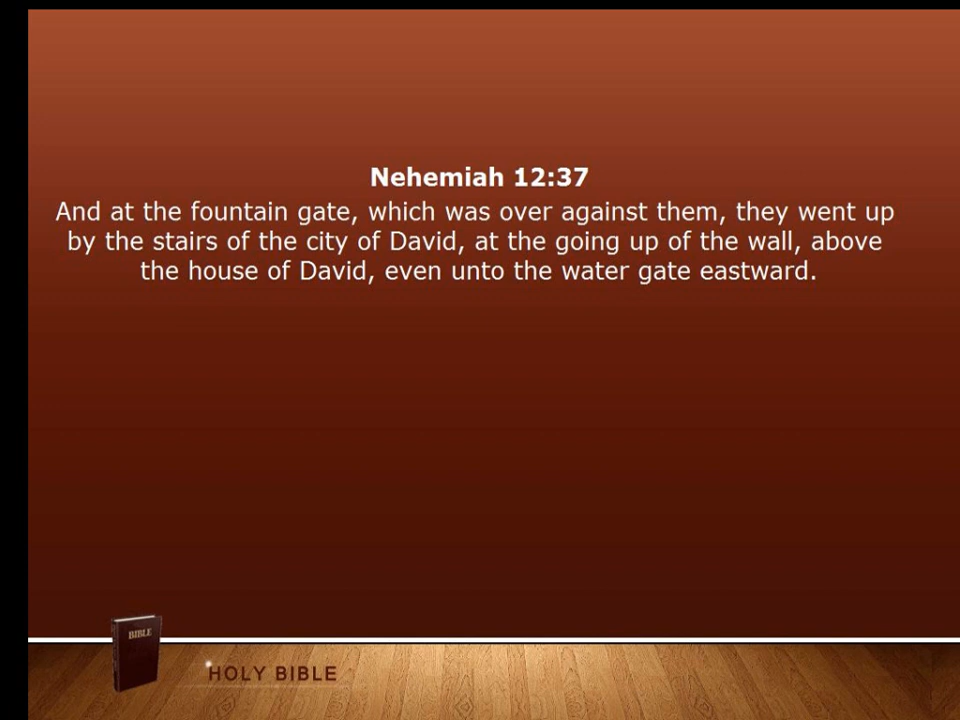 Nehemiah 12:37
And at the fountain gate, which was over against them, they went up
by the stairs of the city of David, at the going up of the wall, above
the house of David, even unto the water gate eastward.
BIBLE
HOLY BIBLE